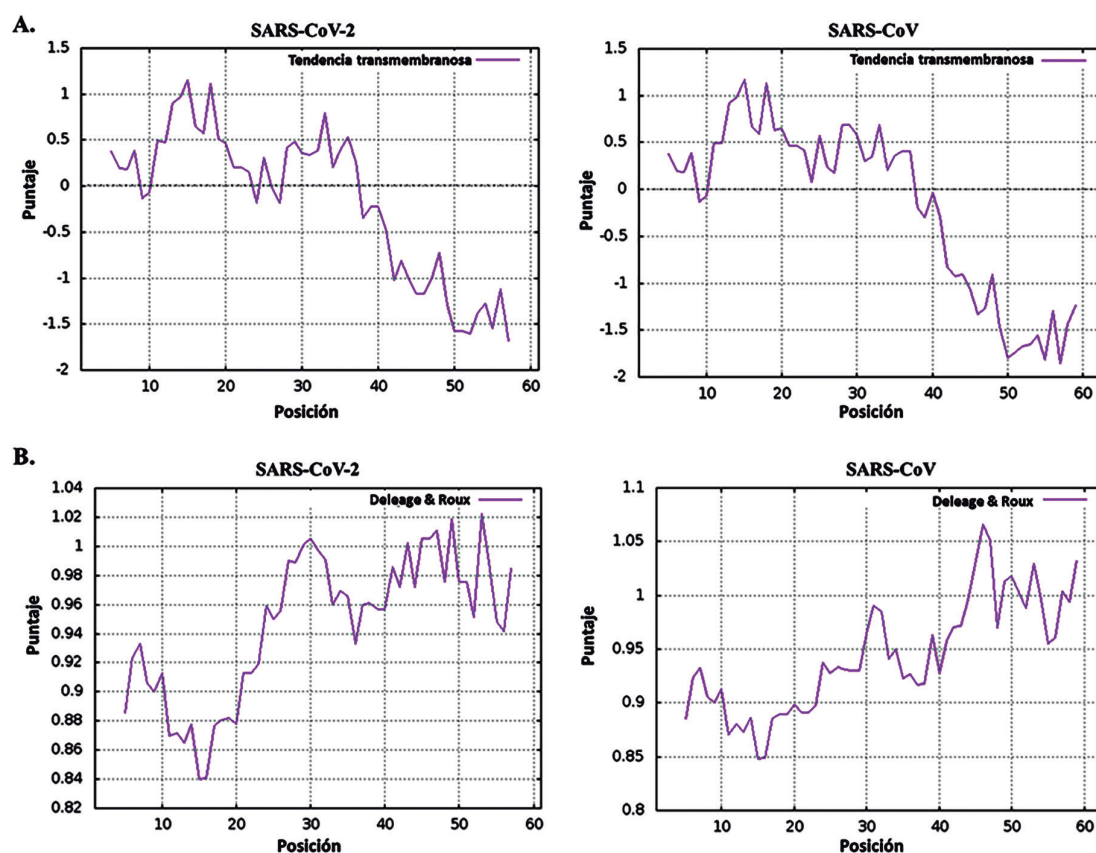 A.
SARS-CoV-2
Tendencia transmembranosa
1.5
1
0.5
0
-0.5
-1
-1.5
-2
Puntaje
10 20 30 40 50 60
Posición
SARS-CoV
Tendencia transmembranosa
1.5
1
0.5
0
-0.5
-1
-1.5
-2
Puntaje
10 20 30 40 50 60
Posición
B.
SARS-CoV-2
Deleage & Roux
1.04
1.02
1
0.98
0.96
0.94
0.92
0.9
0.88
0.86
0.84
0.82
Puntaje
10 20 30 40 50 60
Posición
SARS-CoV
Deleage & Roux
1.1
1.05
1
0.95
0.9
0.85
0.8
Puntaje
10 20 30 40 50 60
Posición